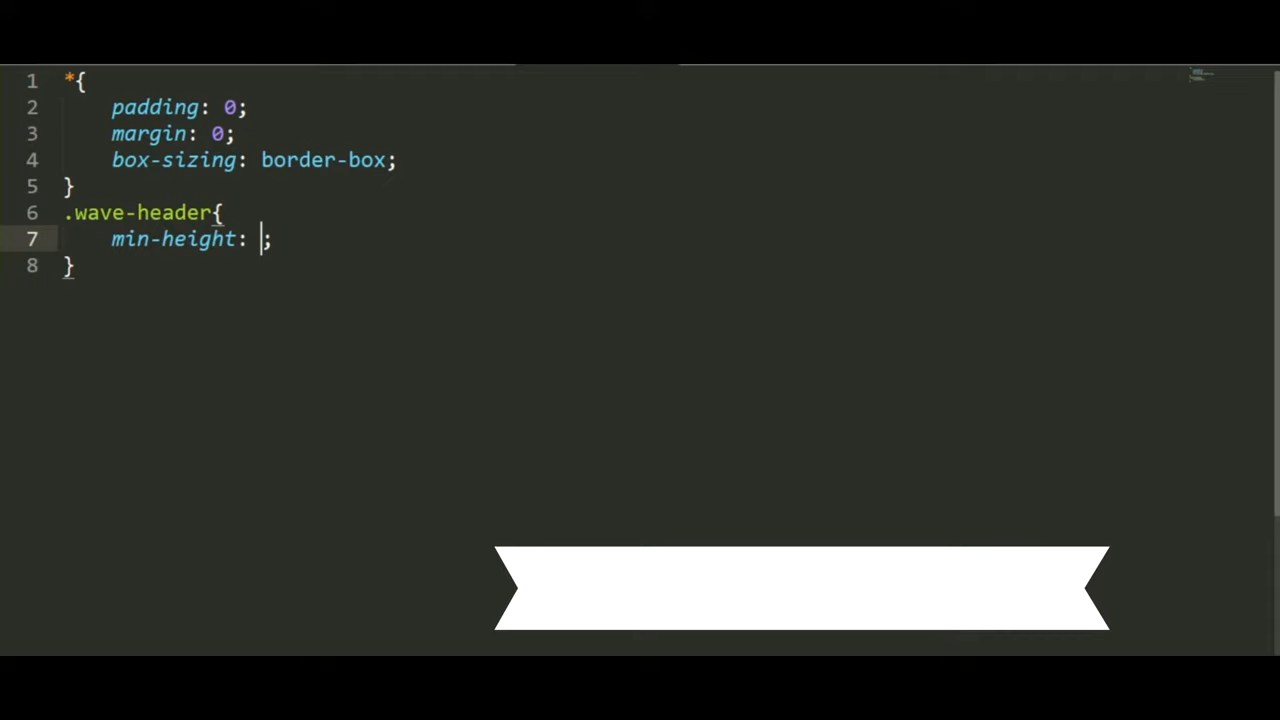 1 *{
2 padding: 0;
3 margin: 0;
4 box-sizing: border-box;
5 }
6 .wave-header{
7 min-height: ;
8 }